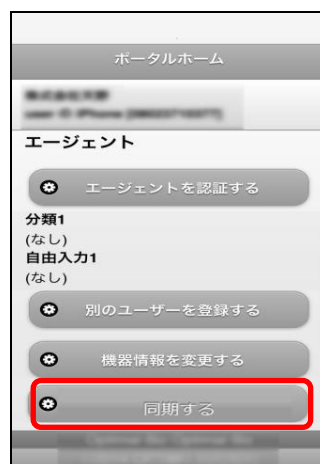 ポータルホーム
エージェント
エージェントを認証する
分類1
(なし)
自由入力1
(なし)
別のユーザーを登録する
機器情報を変更する
同期する